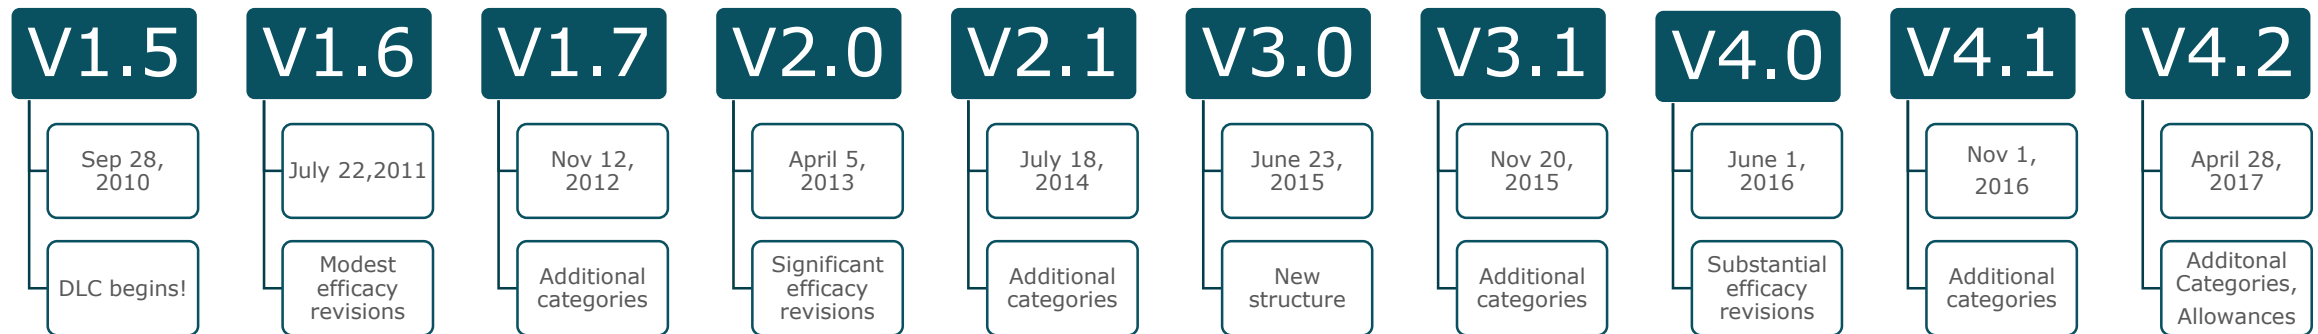 V1.5
Sep 28,
2010
DLC begins!
V1.6
July 22,2011
Modest
efficacy
revisions
V1.7
Nov 12,
2012
Additional
categories
V2.0
April 5,
2013
Significant
efficacy
revisions
V2.1
July 18,
2014
Additional
categories
V3.0
June 23,
2015
New
structure
V3.1
Nov 20,
2015
Additional
categories
V4.0
June 1,
2016
Substantial
efficacy
revisions
V4.1
Nov 1,
2016
Additional
categories
V4.2
April 28,
2017
Additonal
Categories,
Allowances